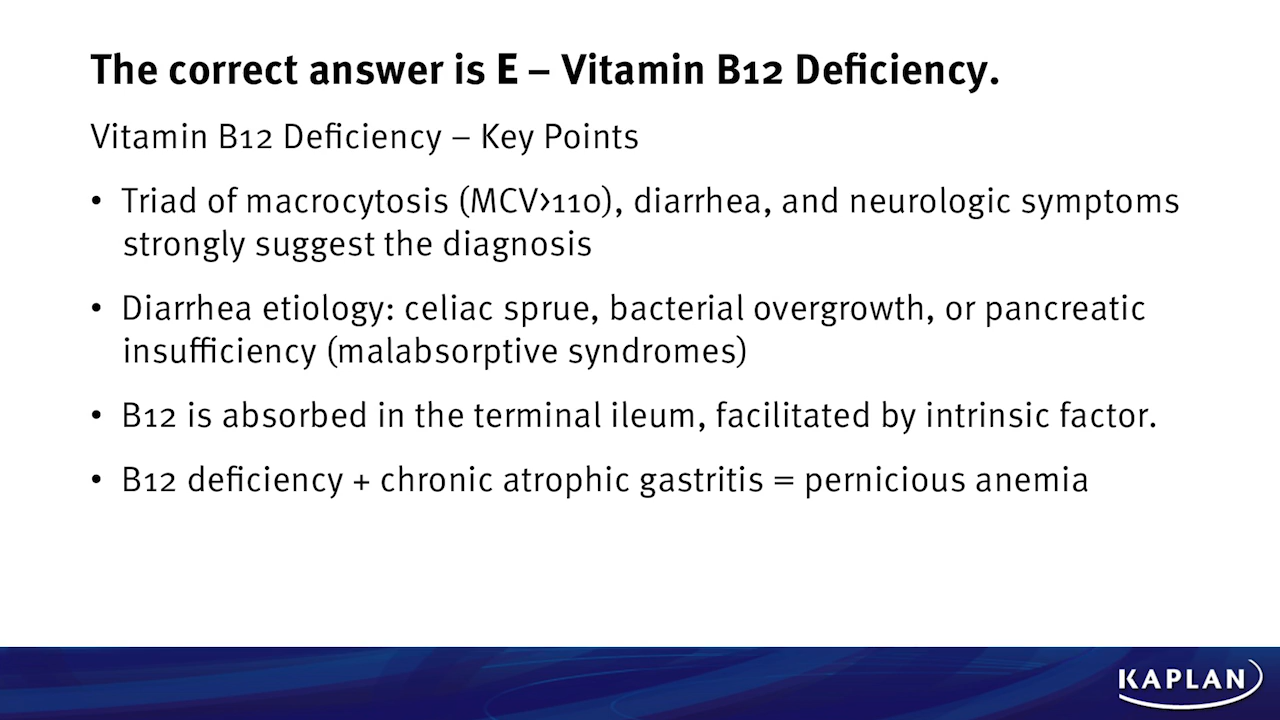 The correct answer is E – Vitamin B12 Deficiency.
Vitamin B12 Deficiency – Key Points
• Triad of macrocytosis (MCV>110), diarrhea, and neurologic symptoms
strongly suggest the diagnosis
• Diarrhea etiology: celiac sprue, bacterial overgrowth, or pancreatic
insufficiency (malabsorptive syndromes)
• B12 is absorbed in the terminal ileum, facilitated by intrinsic factor.
• B12 deficiency + chronic atrophic gastritis = pernicious anemia
KAPLAN